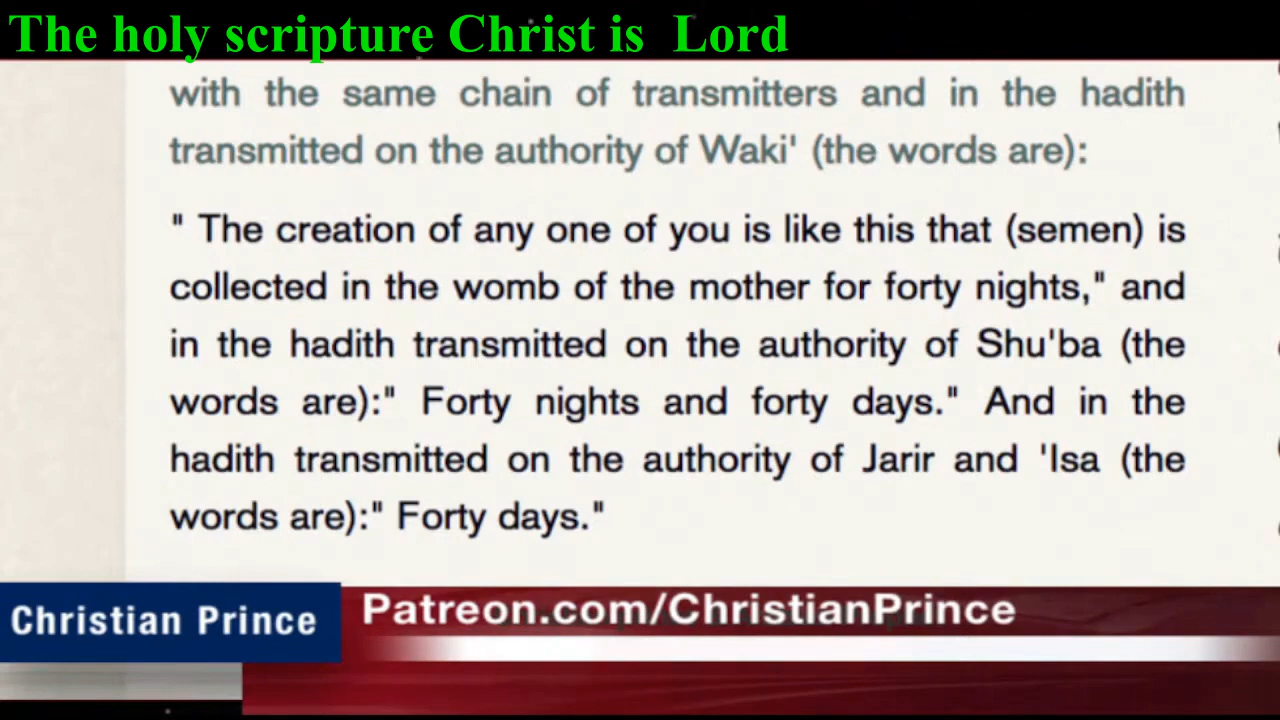 The holy scripture Christ is Lord
with the same chain of transmitters and in the hadith
transmitted on the authority of Waki' (the words are):
" The creation of any one of you is like this that (semen) is
collected in the womb of the mother for forty nights," and
in the hadith transmitted on the authority of Shu'ba (the
words are):" Forty nights and forty days." And in the
hadith transmitted on the authority of Jarir and 'Isa (the
words are):" Forty days."
Christian Prince
Patreon.com/ChristianPrince